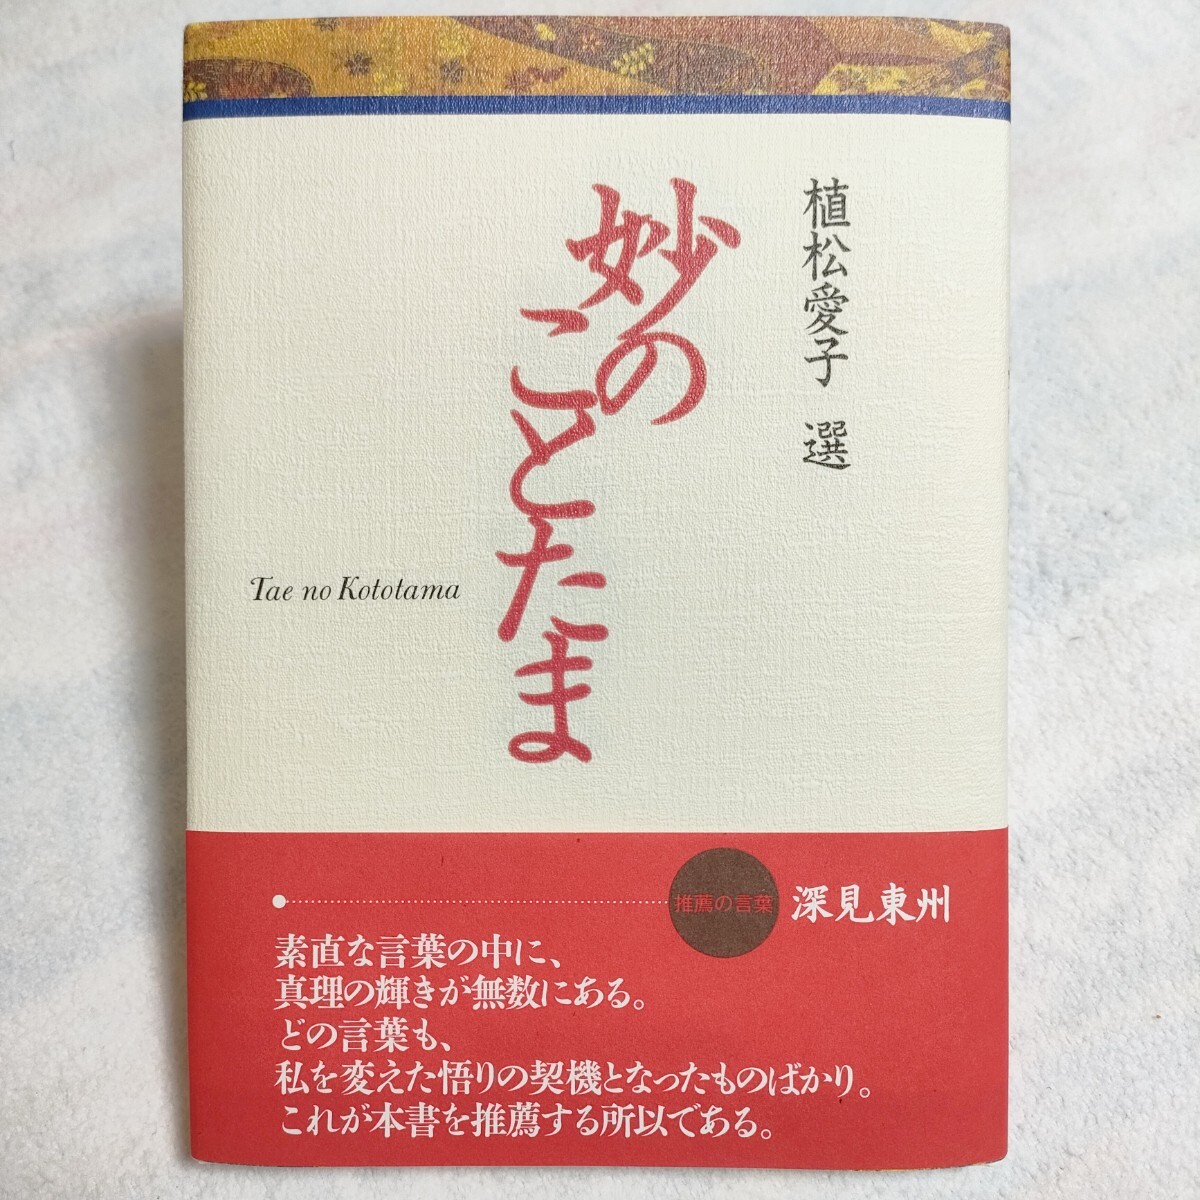 植松愛子 選
妙の
ことたま
Tae no Kototama
推薦の言葉
深見東州
素直な言葉の中に、
真理の輝きが無数にある。
どの言葉も、
私を変えた悟りの契機となったものばかり。
これが本書を推薦する所以である。